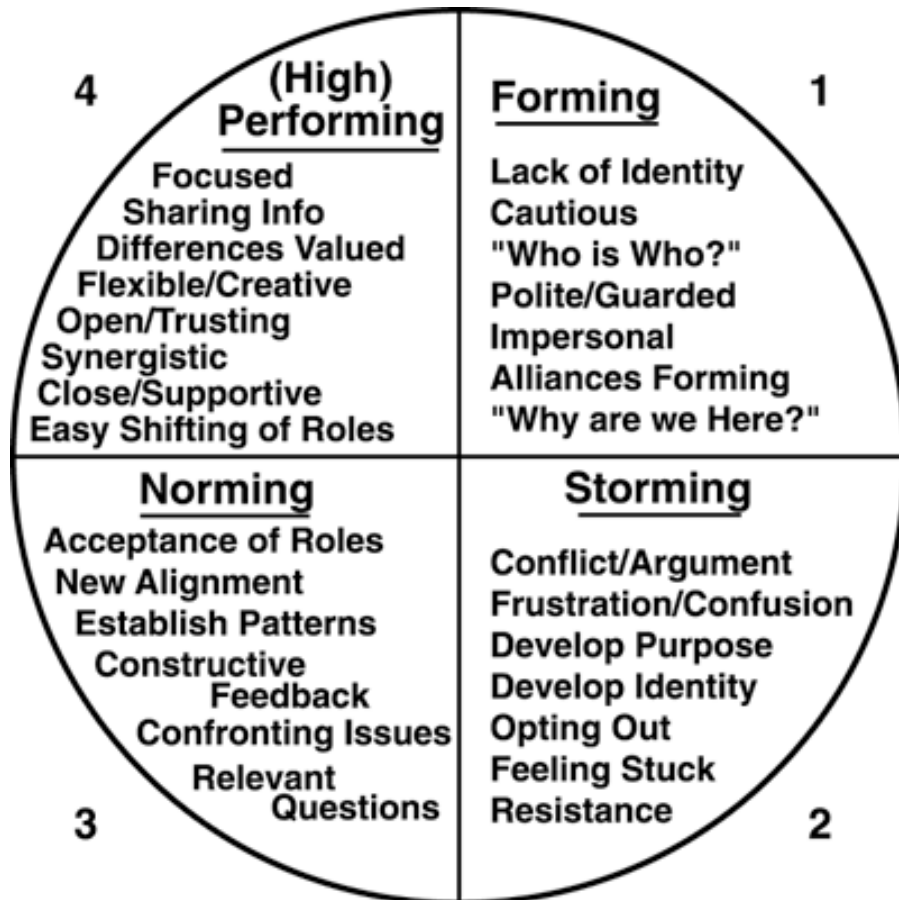 1
Forming
Lack of Identity
Cautious
"Who is Who?"
Polite/Guarded
Impersonal
Alliances Forming
"Why are we Here?"
2
Storming
Conflict/Argument
Frustration/Confusion
Develop Purpose
Develop Identity
Opting Out
Feeling Stuck
Resistance
3
Norming
Acceptance of Roles
New Alignment
Establish Patterns
Constructive
Feedback
Confronting Issues
Relevant
Questions
4
(High)
Performing
Focused
Sharing Info
Differences Valued
Flexible/Creative
Open/Trusting
Synergistic
Close/Supportive
Easy Shifting of Roles